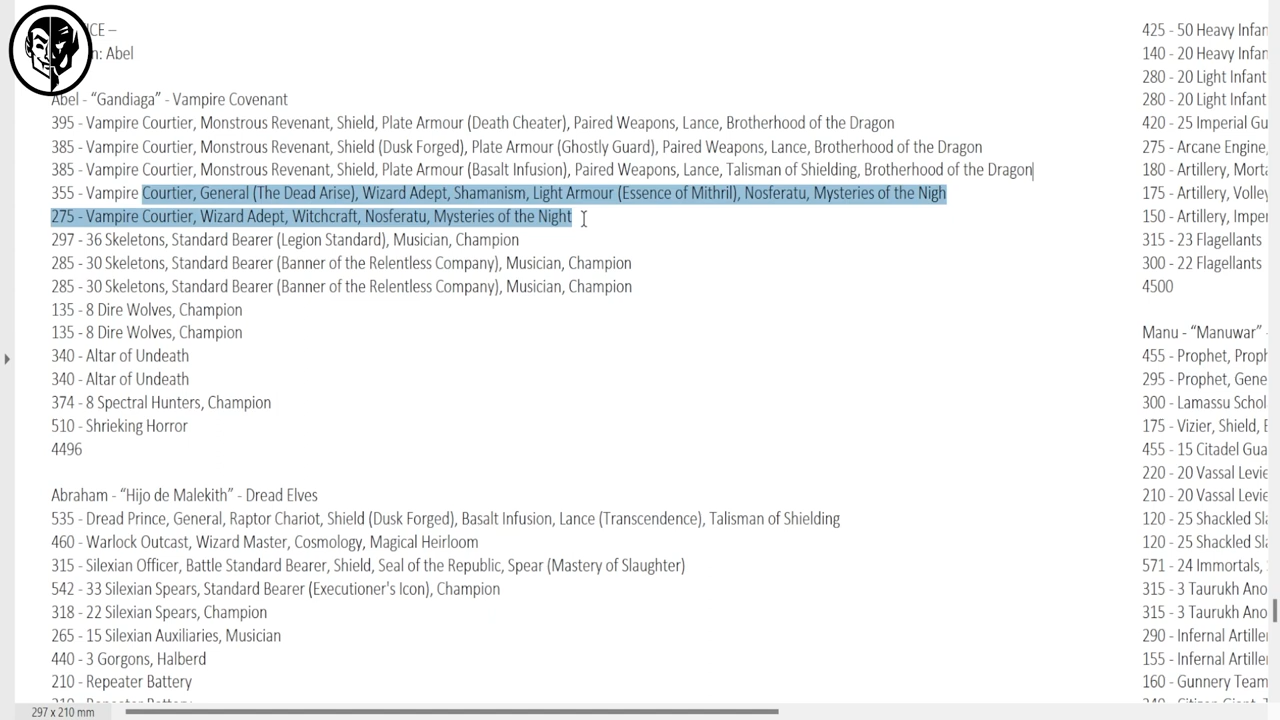 ICE –
n: Abel
Abel - “Gandiaga” - Vampire Covenant
395 - Vampire Courtier, Monstrous Revenant, Shield, Plate Armour (Death Cheater), Paired Weapons, Lance, Brotherhood of the Dragon
385 - Vampire Courtier, Monstrous Revenant, Shield (Dusk Forged), Plate Armour (Ghostly Guard), Paired Weapons, Lance, Brotherhood of the Dragon
385 - Vampire Courtier, Monstrous Revenant, Shield, Plate Armour (Basalt Infusion), Paired Weapons, Lance, Talisman of Shielding, Brotherhood of the Dragon
355 - Vampire Courtier, General (The Dead Arise), Wizard Adept, Shamanism, Light Armour (Essence of Mithril), Nosferatu, Mysteries of the Nigh
275 - Vampire Courtier, Wizard Adept, Witchcraft, Nosferatu, Mysteries of the Night
297 - 36 Skeletons, Standard Bearer (Legion Standard), Musician, Champion
285 - 30 Skeletons, Standard Bearer (Banner of the Relentless Company), Musician, Champion
285 - 30 Skeletons, Standard Bearer (Banner of the Relentless Company), Musician, Champion
135 - 8 Dire Wolves, Champion
135 - 8 Dire Wolves, Champion
340 - Altar of Undeath
340 - Altar of Undeath
374 - 8 Spectral Hunters, Champion
510 - Shrieking Horror
4496
Abraham - “Hijo de Malekith” - Dread Elves
535 - Dread Prince, General, Raptor Chariot, Shield (Dusk Forged), Basalt Infusion, Lance (Transcendence), Talisman of Shielding
460 - Warlock Outcast, Wizard Master, Cosmology, Magical Heirloom
315 - Silexian Officer, Battle Standard Bearer, Shield, Seal of the Republic, Spear (Mastery of Slaughter)
542 - 33 Silexian Spears, Standard Bearer (Executioner's Icon), Champion
318 - 22 Silexian Spears, Champion
265 - 15 Silexian Auxiliaries, Musician
440 - 3 Gorgons, Halberd
210 - Repeater Battery
425 - 50 Heavy Infan
140 - 20 Heavy Infan
280 - 20 Light Infant
280 - 20 Light Infant
420 - 25 Imperial Gu
275 - Arcane Engine,
180 - Artillery, Morta
175 - Artillery, Volley
150 - Artillery, Imper
315 - 23 Flagellants
300 - 22 Flagellants
4500
Manu - “Manuwar” -
455 - Prophet, Proph
295 - Prophet, Gene
300 - Lamassu Schol
175 - Vizier, Shield, E
455 - 15 Citadel Gua
220 - 20 Vassal Levie
210 - 20 Vassal Levie
120 - 25 Shackled Sl
120 - 25 Shackled Sl
571 - 24 Immortals,
315 - 3 Taurukh Ano
315 - 3 Taurukh Ano
290 - Infernal Artille
155 - Infernal Artille
160 - Gunnery Team
297 x 210 mm